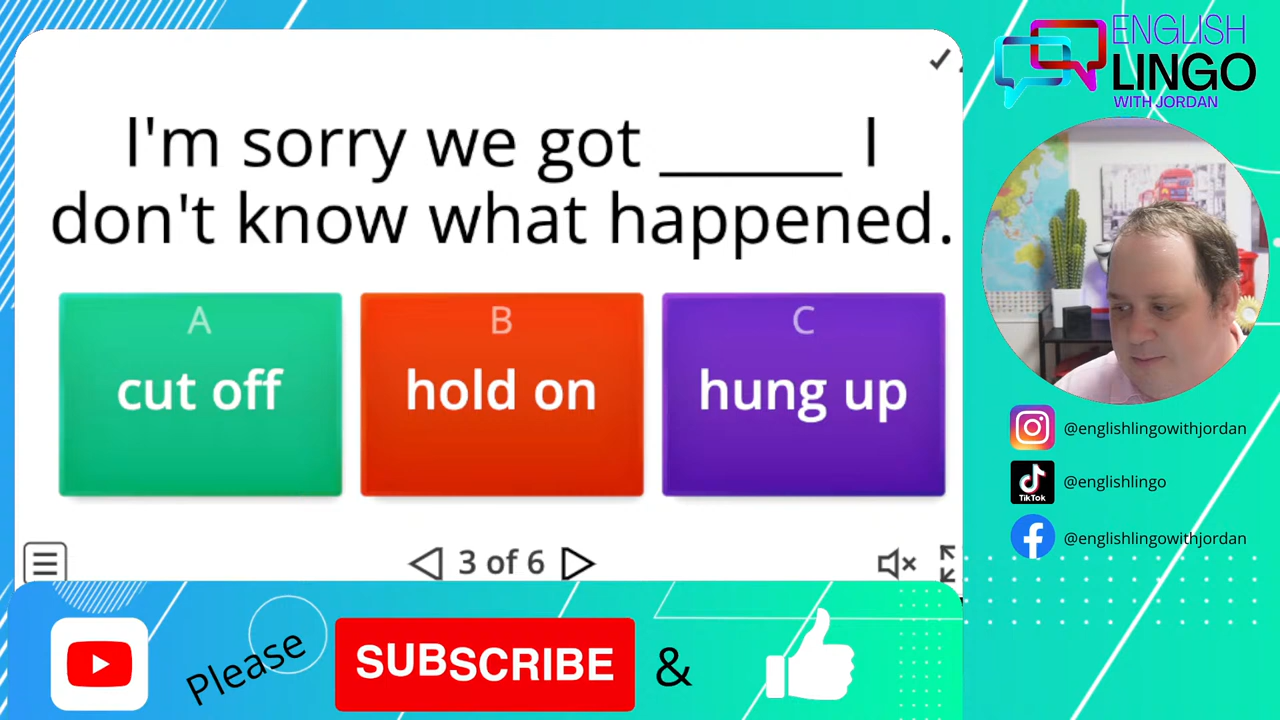 I'm sorry we got ______ I
don't know what happened.
A
cut off
B
hold on
C
hung up
3 of 6
Please
SUBSCRIBE
&
ENGLISH
LINGO
WITH JORDAN
@englishlingowithjordan
TikTok
@englishlingo
@englishlingowithjordan